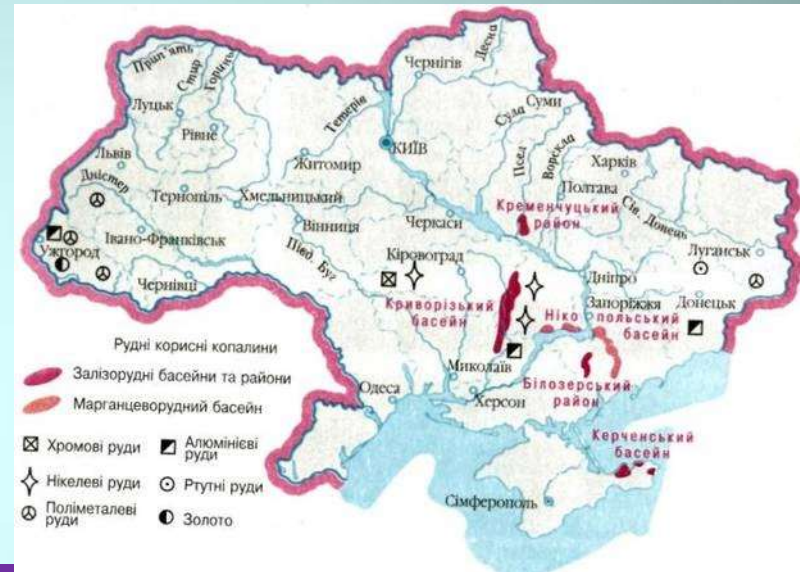 Прип'ять
Стир
Горинь
Десна
Чернігів
Луцьк
Рівне
Тетерів
Сула
Суми
КИЇВ
Псел
Ворскла
Харків
Львів
Житомир
Дністер
Полтава
Тернопіль
Хмельницький
Сів. Донець
Черкаси
Кременчуцький
район
Вінниця
Луганськ
Ужгород
Івано-Франківськ
Півд. Буг
Кіровоград
Дніпро
Чернівці
Запоріжжя
Донецьк
Криворізький
басейн
Ніко польський
басейн
Миколаїв
Херсон
Білозерський
район
Одеса
Керченський
басейн
Сімферополь
Рудні корисні копалини
Залізорудні басейни та райони
Марганцеворудний басейн
Хромові руди
Алюмінієві
руди
Нікелеві руди
Ртутні руди
Поліметалеві
руди
Золото